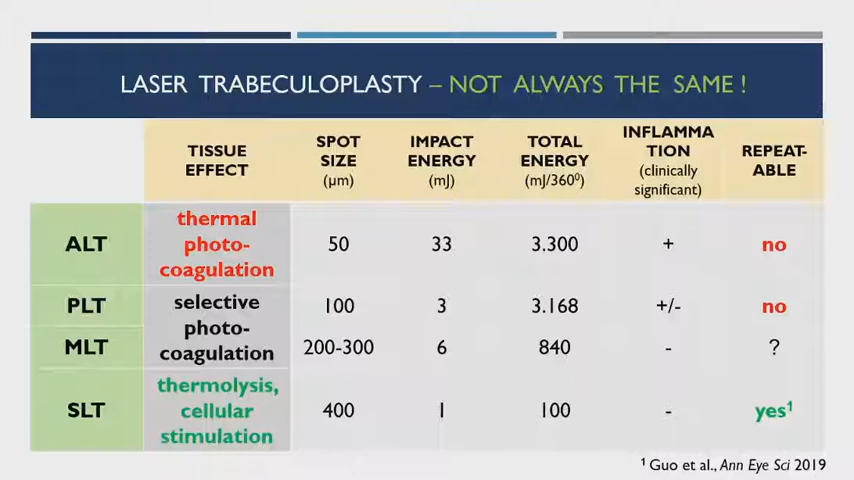 LASER TRABECULOPLASTY – NOT ALWAYS THE SAME !
TISSUE
EFFECT
SPOT
SIZE
(µm)
IMPACT
ENERGY
(mJ)
TOTAL
ENERGY
(mJ/360⁰)
INFLAMMA
TION
(clinically
significant)
REPEAT-
ABLE
ALT
thermal
photo-
coagulation
50
33
3.300
+
no
PLT
selective
photo-
coagulation
100
3
3.168
+/-
no
MLT
200-300
6
840
-
?
SLT
thermolysis,
cellular
stimulation
400
1
100
-
yes¹
¹ Guo et al., Ann Eye Sci 2019